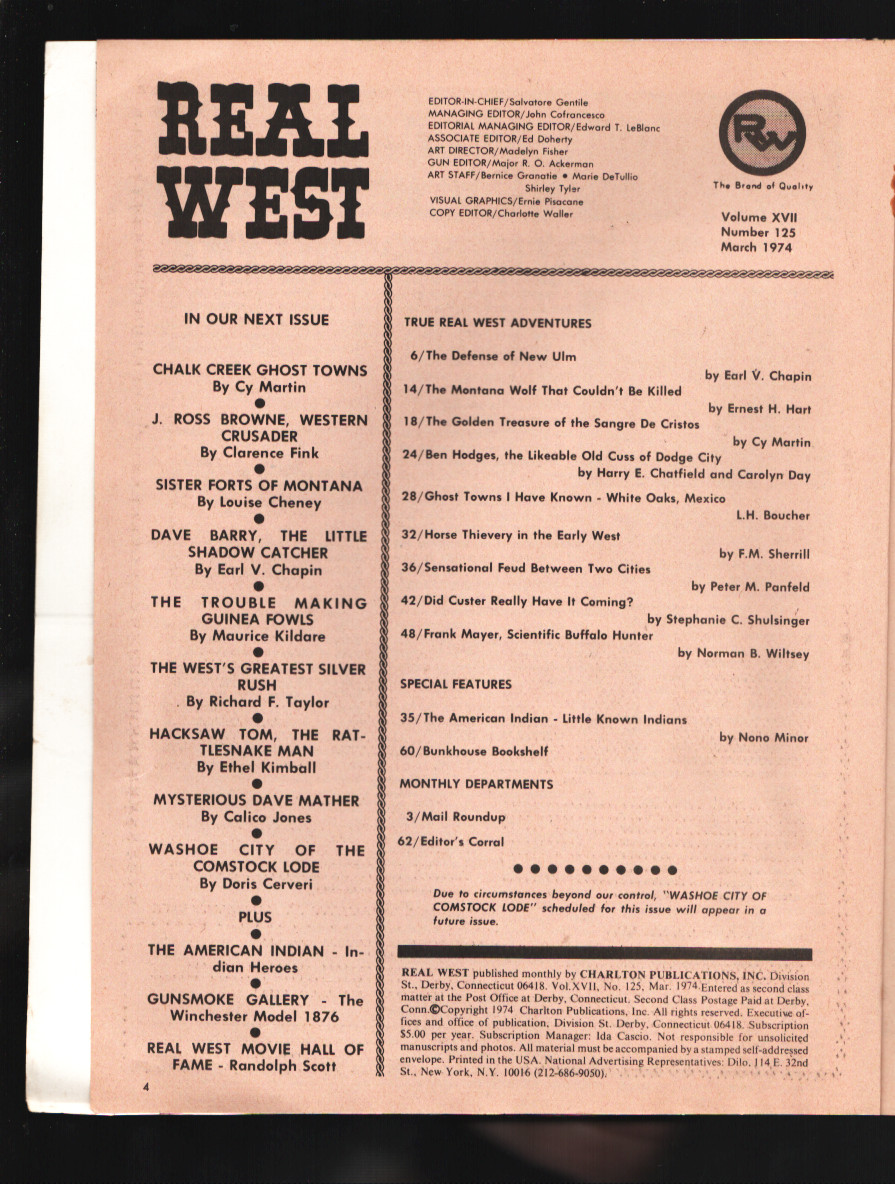 REAL
WEST
EDITOR-IN-CHIEF/Salvatore Gentile
MANAGING EDITOR/John Cofrancesco
EDITORIAL MANAGING EDITOR/Edward T. LeBlanc
ASSOCIATE EDITOR/Ed Doherty
ART DIRECTOR/Madelyn Fisher
GUN EDITOR/Major R. O. Ackerman
ART STAFF/Bernice Granatie • Marie DeTullio
Shirley Tyler
VISUAL GRAPHICS/Ernie Pisacane
COPY EDITOR/Charlotte Waller
RW
The Brand of Quality
Volume XVII
Number 125
March 1974
IN OUR NEXT ISSUE
CHALK CREEK GHOST TOWNS
By Cy Martin
●
J. ROSS BROWNE, WESTERN
CRUSADER
By Clarence Fink
●
SISTER FORTS OF MONTANA
By Louise Cheney
●
DAVE BARRY, THE LITTLE
SHADOW CATCHER
By Earl V. Chapin
●
THE TROUBLE MAKING
GUINEA FOWLS
By Maurice Kildare
●
THE WEST'S GREATEST SILVER
RUSH
By Richard F. Taylor
●
HACKSAW TOM, THE RAT-
TLESNAKE MAN
By Ethel Kimball
●
MYSTERIOUS DAVE MATHER
By Calico Jones
●
WASHOE CITY OF THE
COMSTOCK LODE
By Doris Cerveri
●
PLUS
●
THE AMERICAN INDIAN - In-
dian Heroes
●
GUNSMOKE GALLERY - The
Winchester Model 1876
●
REAL WEST MOVIE HALL OF
FAME - Randolph Scott
4
TRUE REAL WEST ADVENTURES
6/The Defense of New Ulm
by Earl V. Chapin
14/The Montana Wolf That Couldn't Be Killed
by Ernest H. Hart
18/The Golden Treasure of the Sangre De Cristos
by Cy Martin
24/Ben Hodges, the Likeable Old Cuss of Dodge City
by Harry E. Chatfield and Carolyn Day
28/Ghost Towns I Have Known - White Oaks, Mexico
L.H. Boucher
32/Horse Thievery in the Early West
by F.M. Sherrill
36/Sensational Feud Between Two Cities
by Peter M. Panfeld
42/Did Custer Really Have It Coming?
by Stephanie C. Shulsinger
48/Frank Mayer, Scientific Buffalo Hunter
by Norman B. Wiltsey
SPECIAL FEATURES
35/The American Indian - Little Known Indians
by Nono Minor
60/Bunkhouse Bookshelf
MONTHLY DEPARTMENTS
3/Mail Roundup
62/Editor's Corral
● ● ● ● ● ● ● ● ● ●
Due to circumstances beyond our control, "WASHOE CITY OF
COMSTOCK LODE" scheduled for this issue will appear in a
future issue.
REAL WEST published monthly by CHARLTON PUBLICATIONS, INC. Division
St., Derby, Connecticut 06418. Vol.XVII, No. 125, Mar. 1974.Entered as second class
matter at the Post Office at Derby, Connecticut. Second Class Postage Paid at Derby,
Conn.©Copyright 1974 Charlton Publications, Inc. All rights reserved. Executive of-
fices and office of publication, Division St. Derby, Connecticut 06418. Subscription
$5.00 per year. Subscription Manager: Ida Cascio. Not responsible for unsolicited
manuscripts and photos. All material must be accompanied by a stamped self-addressed
envelope. Printed in the USA. National Advertising Representatives: Dilo, 114 E. 32nd
St., New York, N.Y. 10016 (212-686-9050).